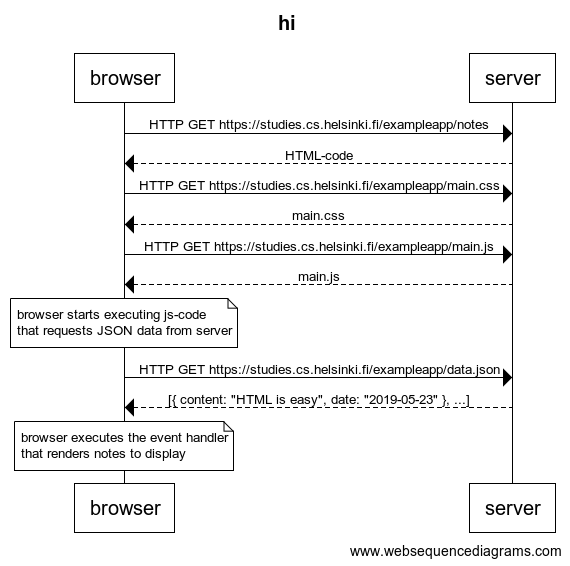 hi
browser server
HTTP GET https://studies.cs.helsinki.fi/exampleapp/notes
HTML-code
HTTP GET https://studies.cs.helsinki.fi/exampleapp/main.css
main.css
HTTP GET https://studies.cs.helsinki.fi/exampleapp/main.js
main.js
browser starts executing js-code
that requests JSON data from server
HTTP GET https://studies.cs.helsinki.fi/exampleapp/data.json
[{ content: "HTML is easy", date: "2019-05-23" }, ...]
browser executes the event handler
that renders notes to display
browser server
www.websequencediagrams.com